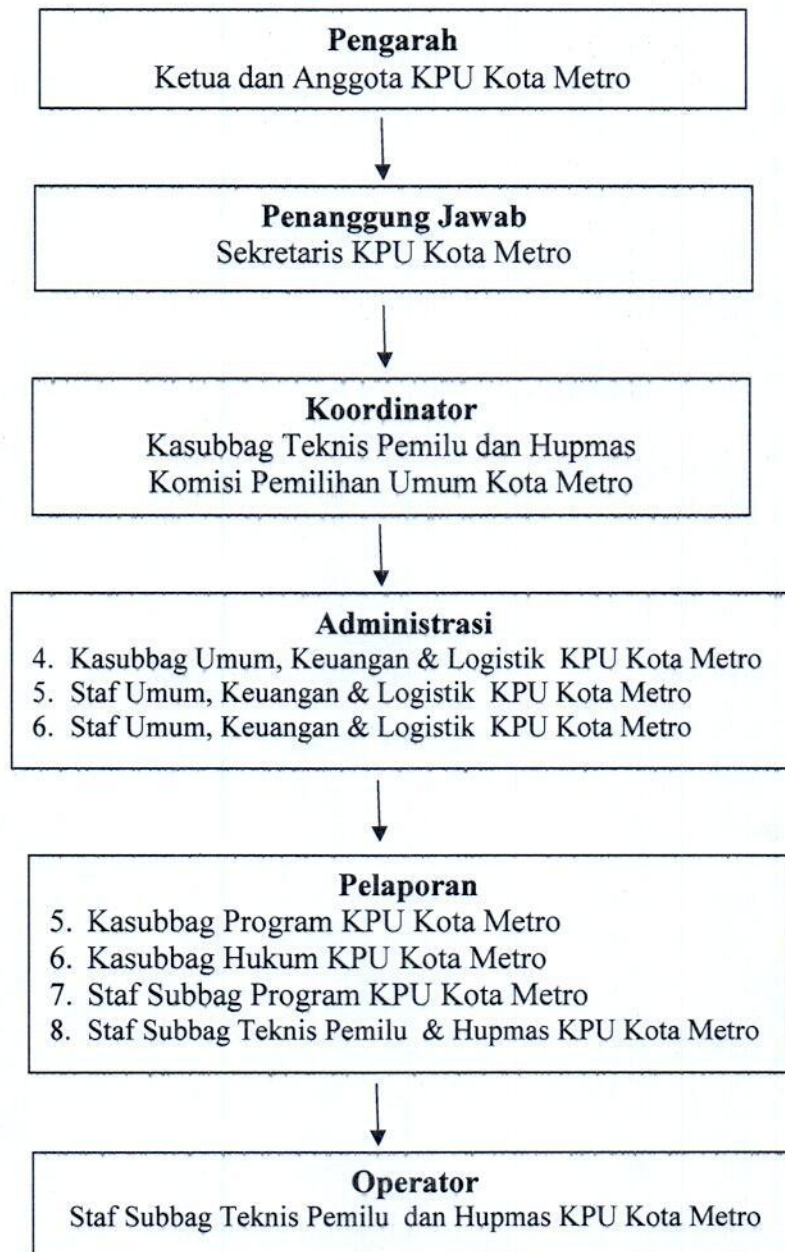 Pengarah
Ketua dan Anggota KPU Kota Metro
Penanggung Jawab
Sekretaris KPU Kota Metro
Koordinator
Kasubbag Teknis Pemilu dan Hupmas
Komisi Pemilihan Umum Kota Metro
Administrasi
4. Kasubbag Umum, Keuangan & Logistik KPU Kota Metro
5. Staf Umum, Keuangan & Logistik KPU Kota Metro
6. Staf Umum, Keuangan & Logistik KPU Kota Metro
Pelaporan
5. Kasubbag Program KPU Kota Metro
6. Kasubbag Hukum KPU Kota Metro
7. Staf Subbag Program KPU Kota Metro
8. Staf Subbag Teknis Pemilu & Hupmas KPU Kota Metro
Operator
Staf Subbag Teknis Pemilu dan Hupmas KPU Kota Metro